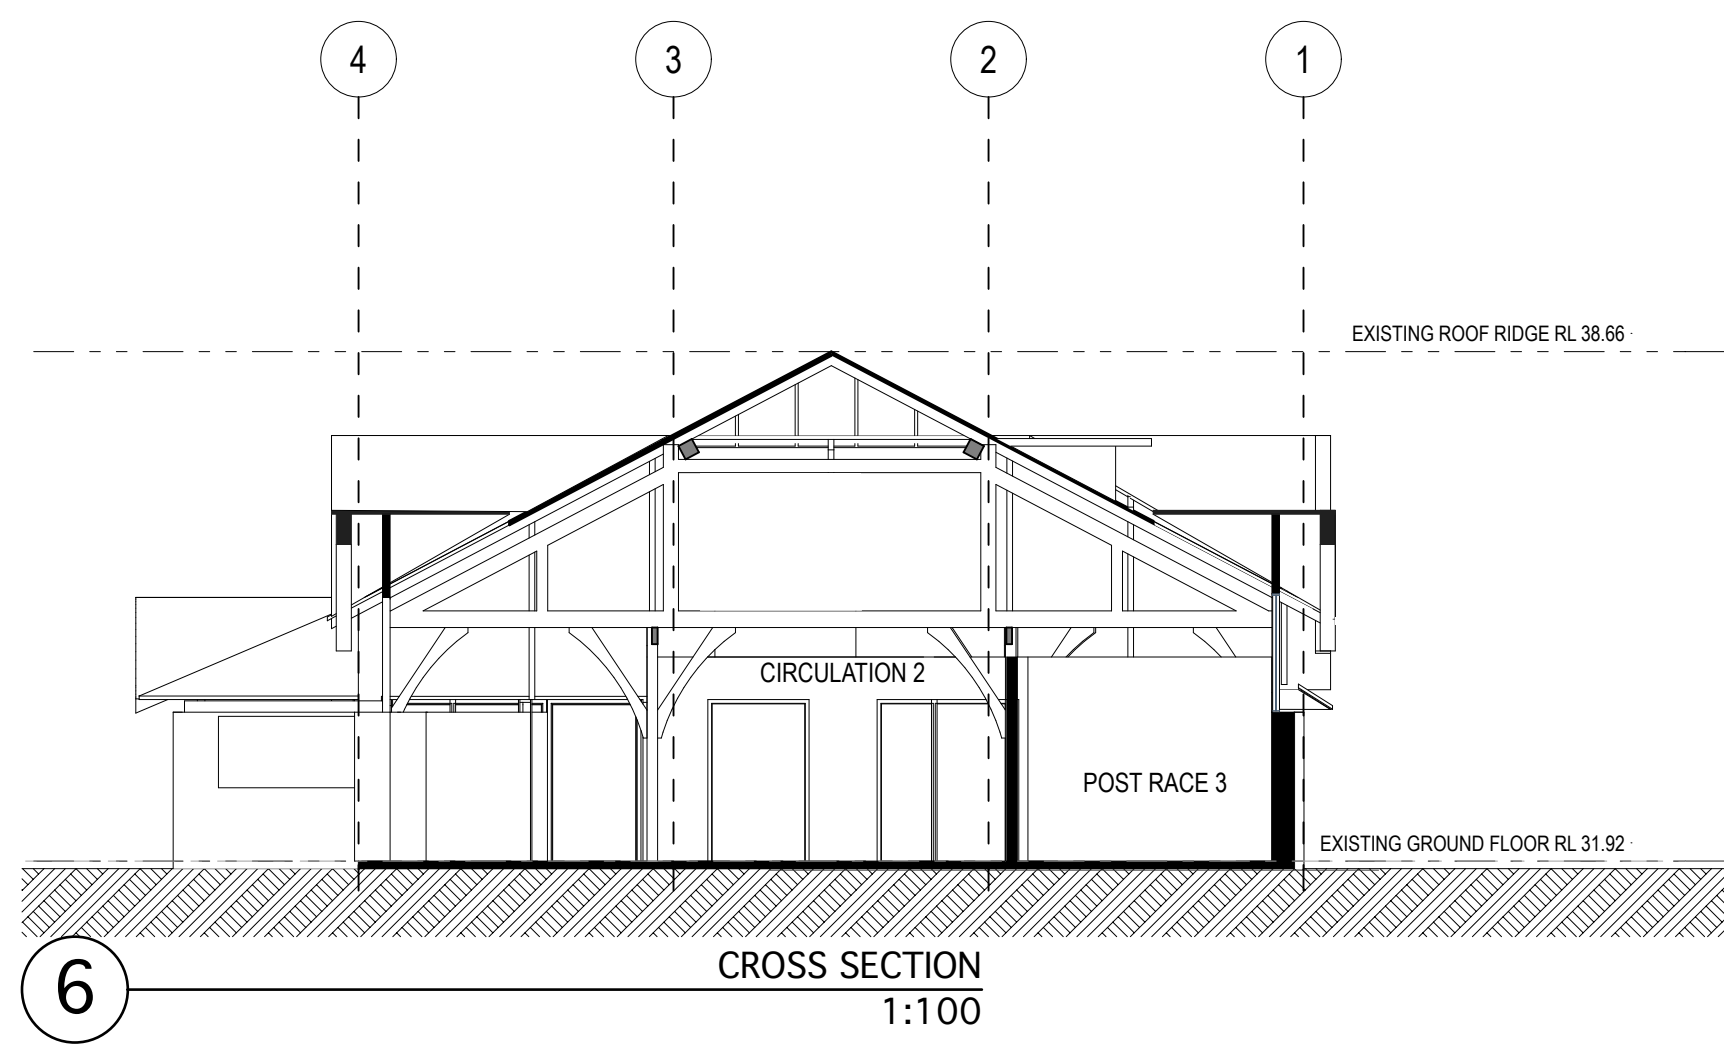 4 3 2 1
EXISTING ROOF RIDGE RL 38.66
CIRCULATION 2
POST RACE 3
EXISTING GROUND FLOOR RL 31.92
6
CROSS SECTION
1:100